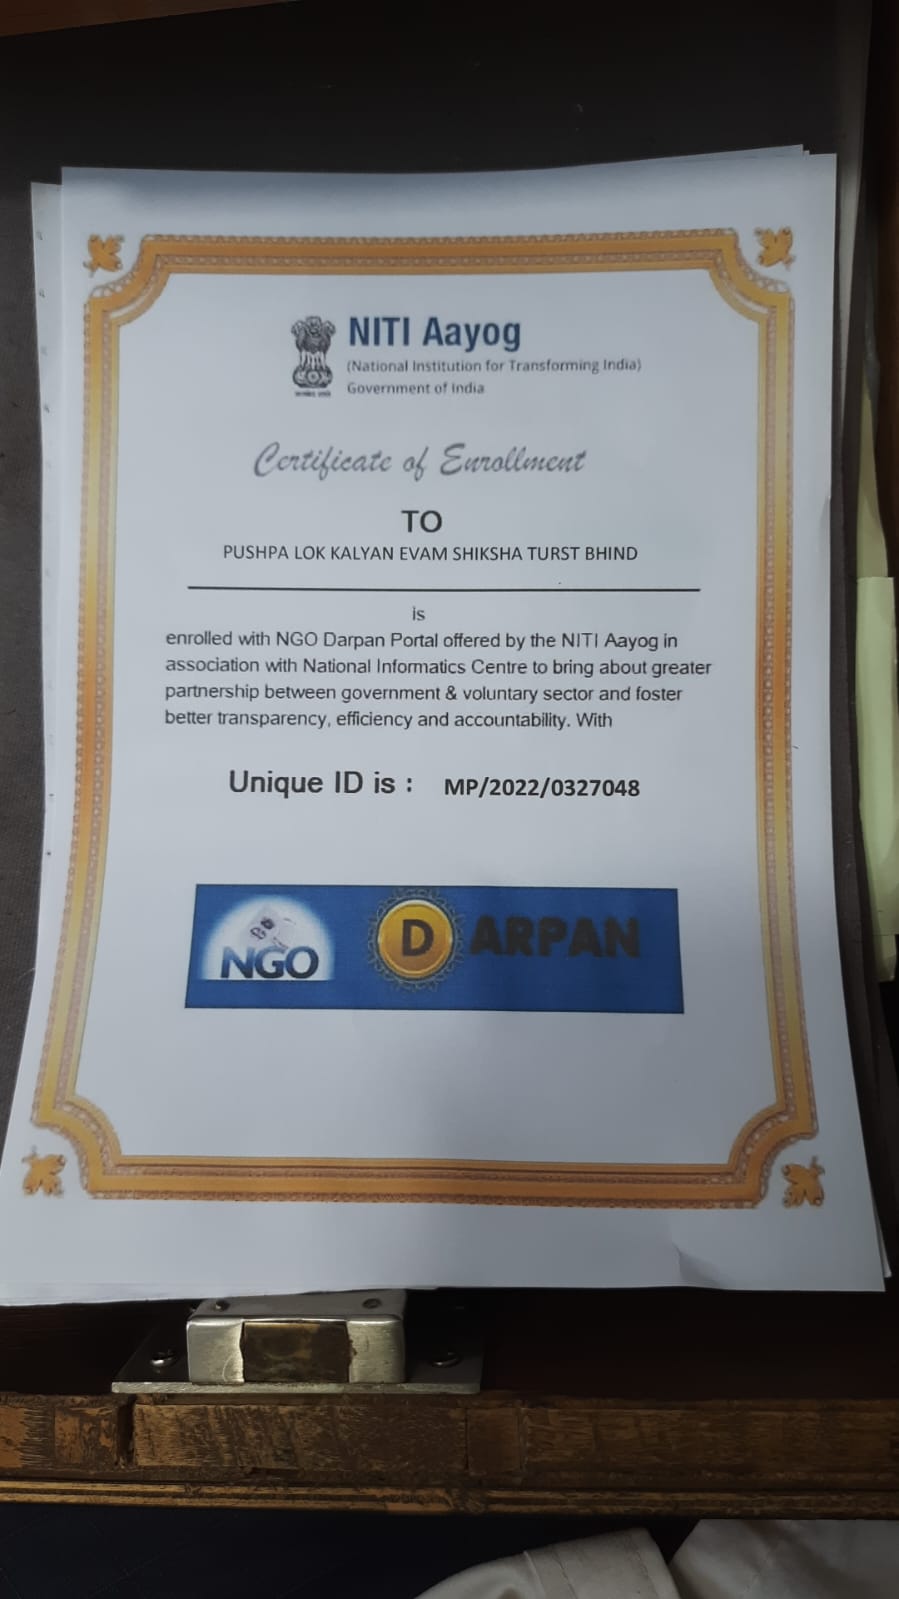 NITI Aayog
(National Institution for Transforming India)
Government of India
Certificate of Enrollment
TO
PUSHPA LOK KALYAN EVAM SHIKSHA TURST BHIND
is
enrolled with NGO Darpan Portal offered by the NITI Aayog in
association with National Informatics Centre to bring about greater
partnership between government & voluntary sector and foster
better transparency, efficiency and accountability. With
Unique ID is : MP/2022/0327048
NGO DARPAN